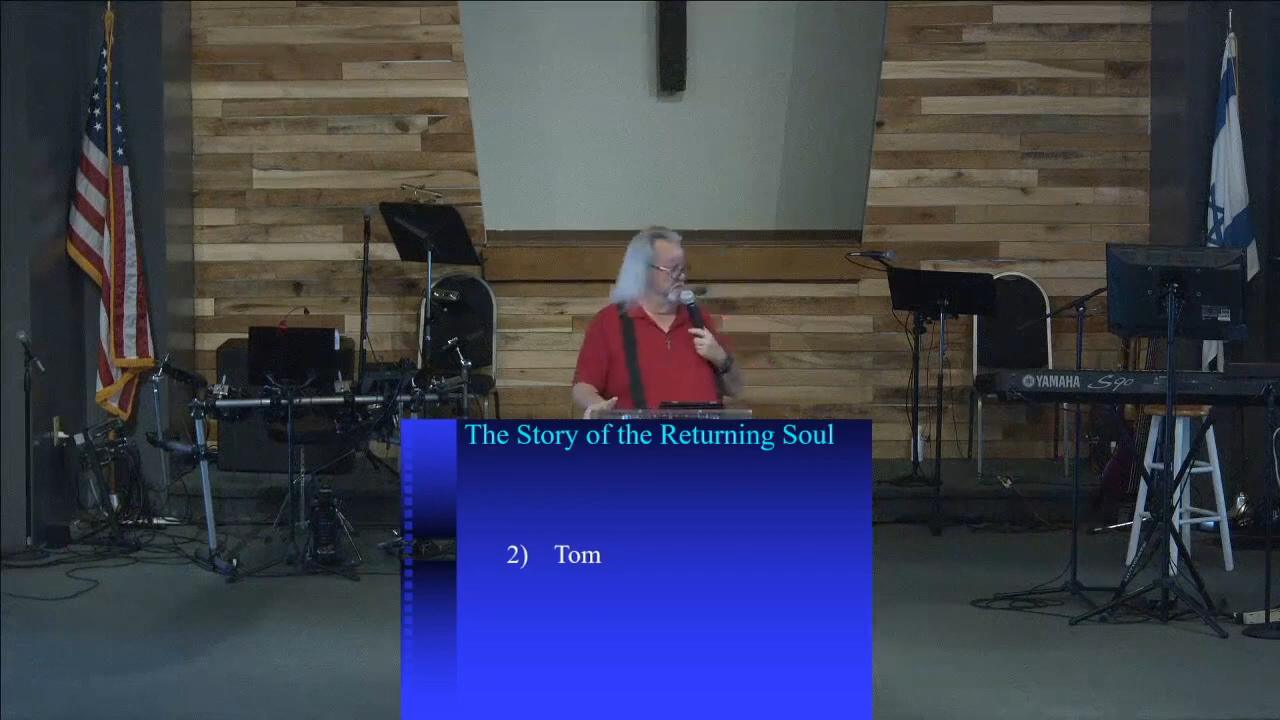 YAMAHA S90
The Story of the Returning Soul
2) Tom